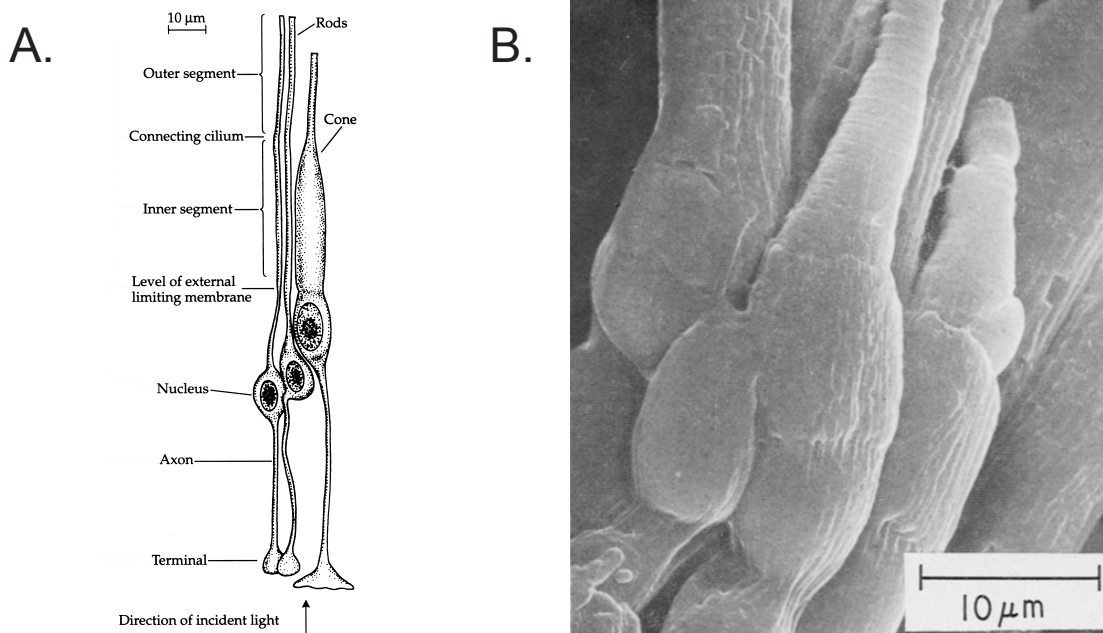 A.
10 μm
Rods
Outer segment
Cone
Connecting cilium
Inner segment
Level of external
limiting membrane
Nucleus
Axon
Terminal
Direction of incident light
B.
10 μm